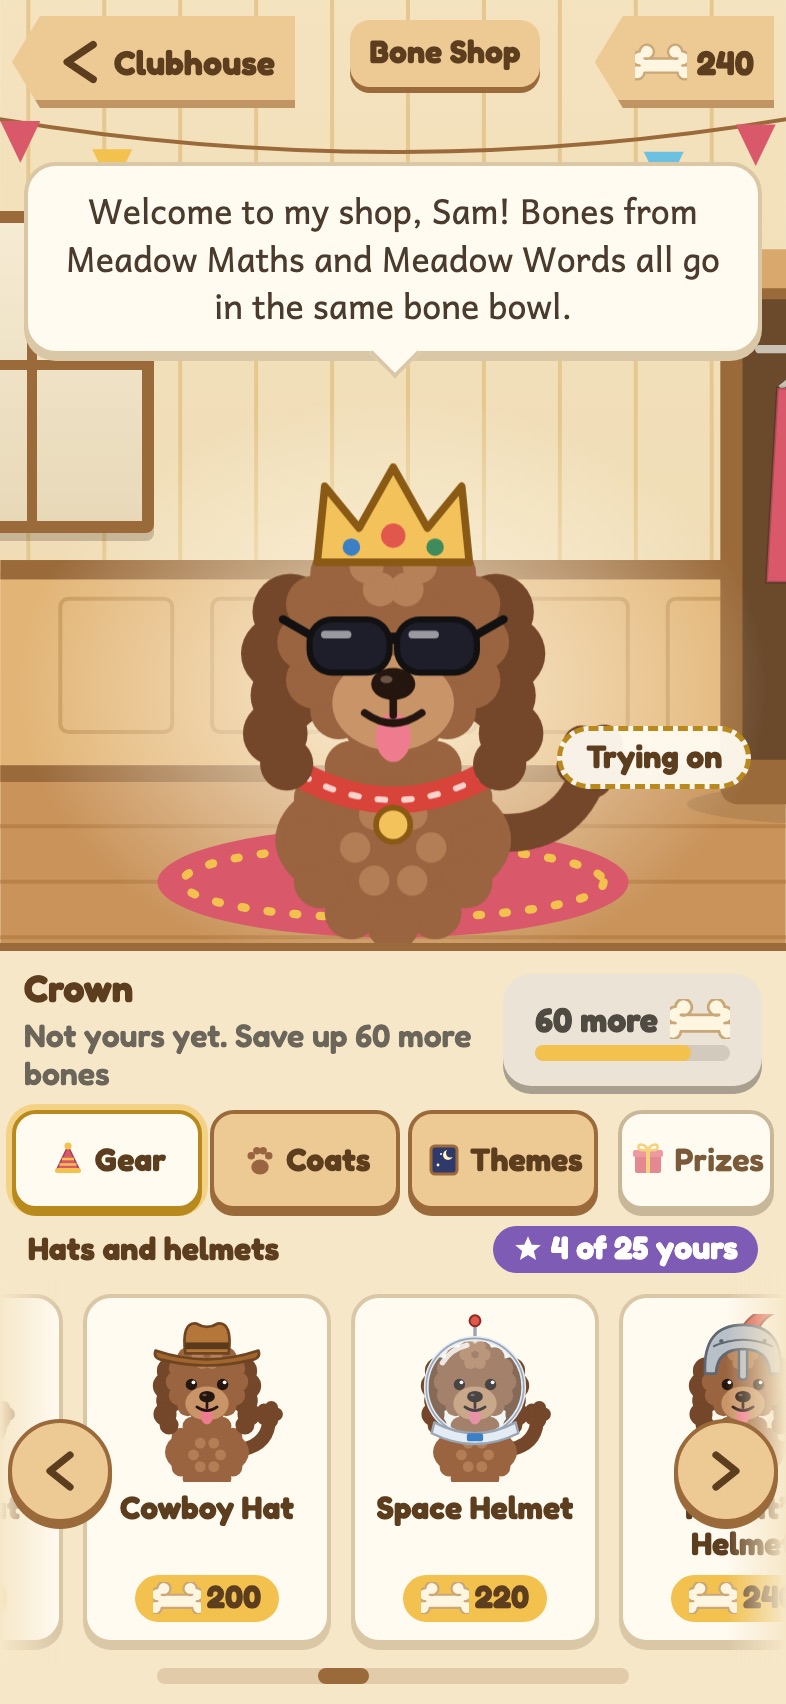 Clubhouse
Bone Shop
240
Welcome to my shop, Sam! Bones from
Meadow Maths and Meadow Words all go
in the same bone bowl.
Trying on
Crown
Not yours yet. Save up 60 more
bones
60 more
Gear
Coats
Themes
Prizes
Hats and helmets
4 of 25 yours
Cowboy Hat
Space Helmet
200
220